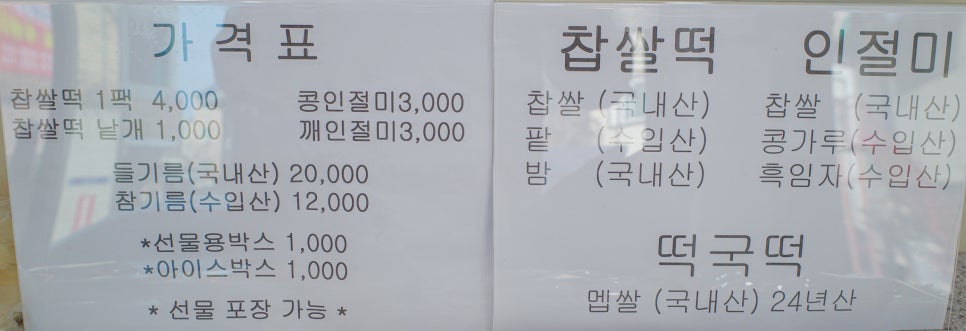 가격표
찹쌀떡 1팩 4,000 콩인절미3,000
찹쌀떡 낱개 1,000 깨인절미3,000
들기름(국내산) 20,000
참기름(수입산) 12,000
*선물용박스 1,000
*아이스박스 1,000
* 선물 포장 가능 *
찹쌀떡
찹쌀 (국내산)
팥 (수입산)
밤 (국내산)
인절미
찹쌀 (국내산)
콩가루(수입산)
흑임자(수입산)
떡국떡
멥쌀 (국내산) 24년산